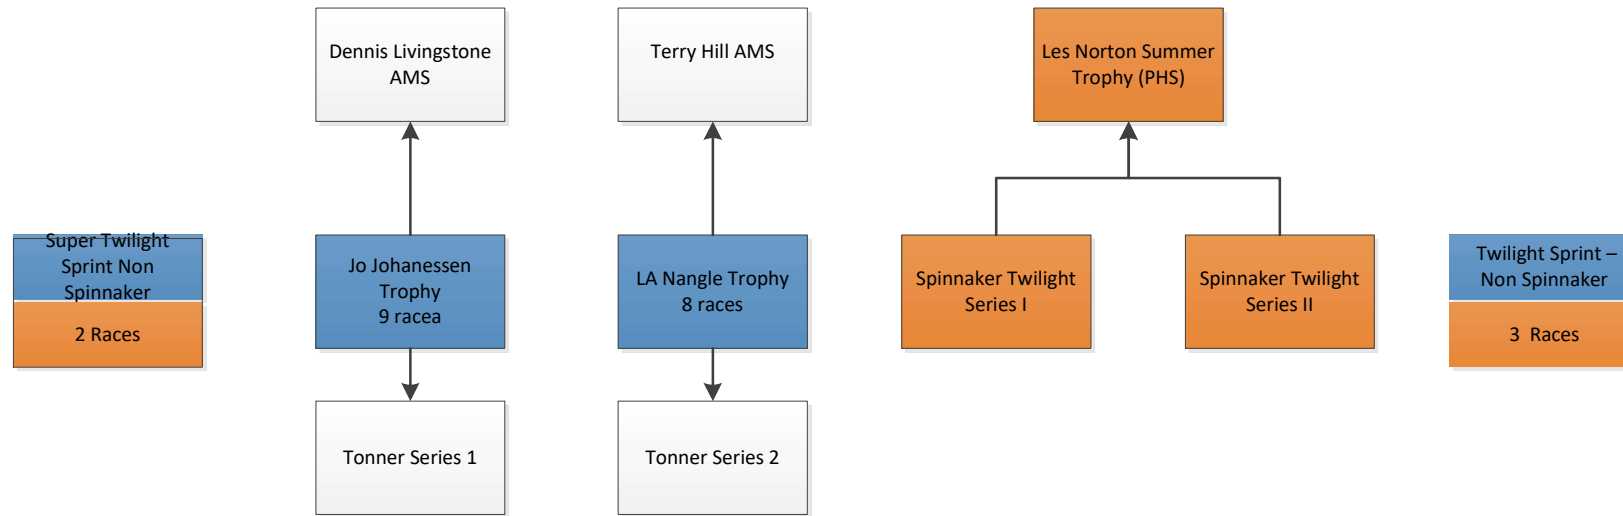 Dennis Livingstone
AMS
Terry Hill AMS
Les Norton Summer
Trophy (PHS)
Super Twilight
Sprint Non
Spinnaker
2 Races
Jo Johanessen
Trophy
9 racea
LA Nangle Trophy
8 races
Spinnaker Twilight
Series I
Spinnaker Twilight
Series II
Twilight Sprint –
Non Spinnaker
3  Races
Tonner Series 1
Tonner Series 2